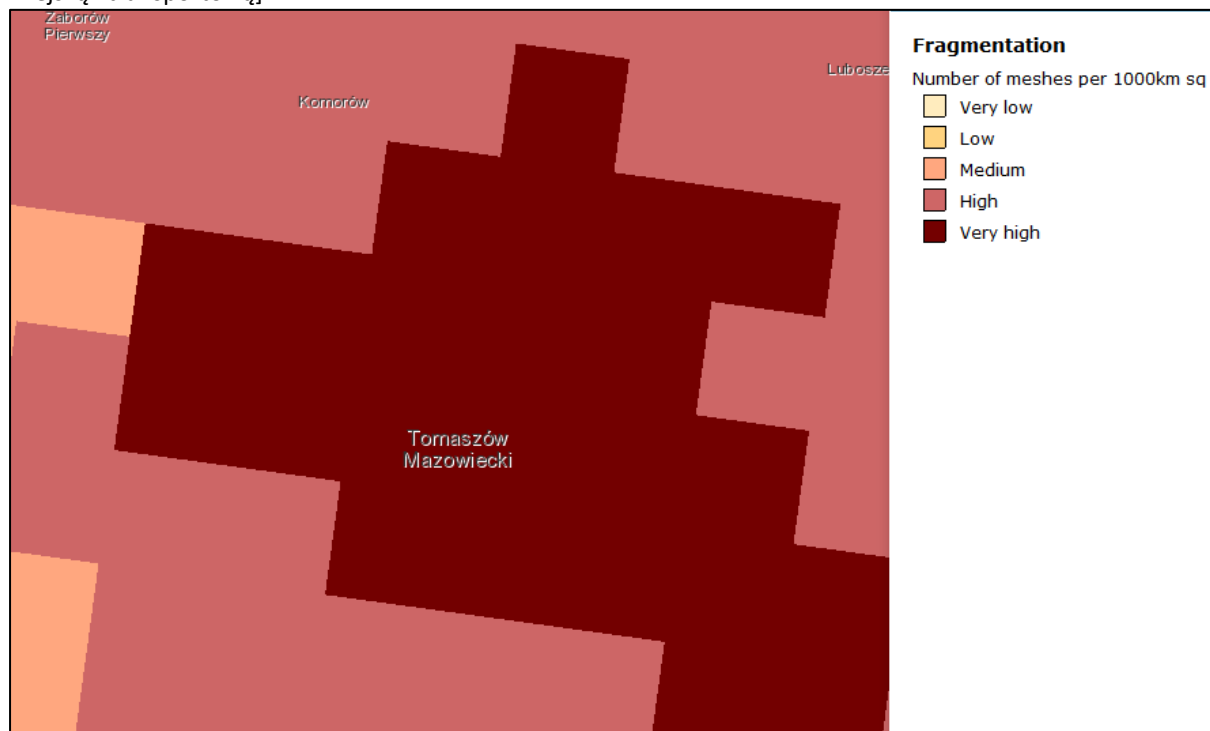 Zaborów
Pierwszy
Komorów
Lubosze
Tomaszów
Mazowiecki
Fragmentation
Number of meshes per 1000km sq
Very low
Low
Medium
High
Very high